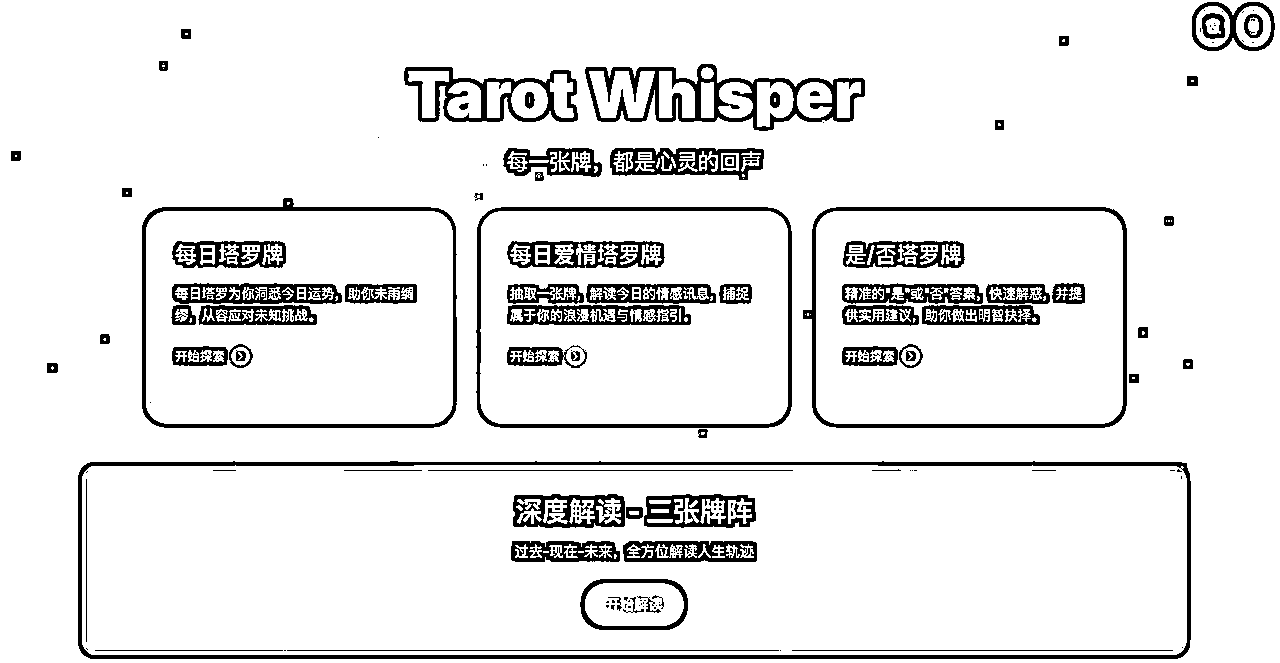 Tarot Whisper
每一张牌，都是心灵的回声
每日塔罗牌
每日塔罗为你洞悉今日运势，助你未雨绸
缪，从容应对未知挑战。
开始探索
每日爱情塔罗牌
抽取一张牌，解读今日的情感讯息，捕捉
属于你的浪漫机遇与情感指引。
开始探索
是/否塔罗牌
精准的"是"或"否"答案，快速解惑，并提
供实用建议，助你做出明智抉择。
开始探索
深度解读 - 三张牌阵
过去-现在-未来，全方位解读人生轨迹
开始解读